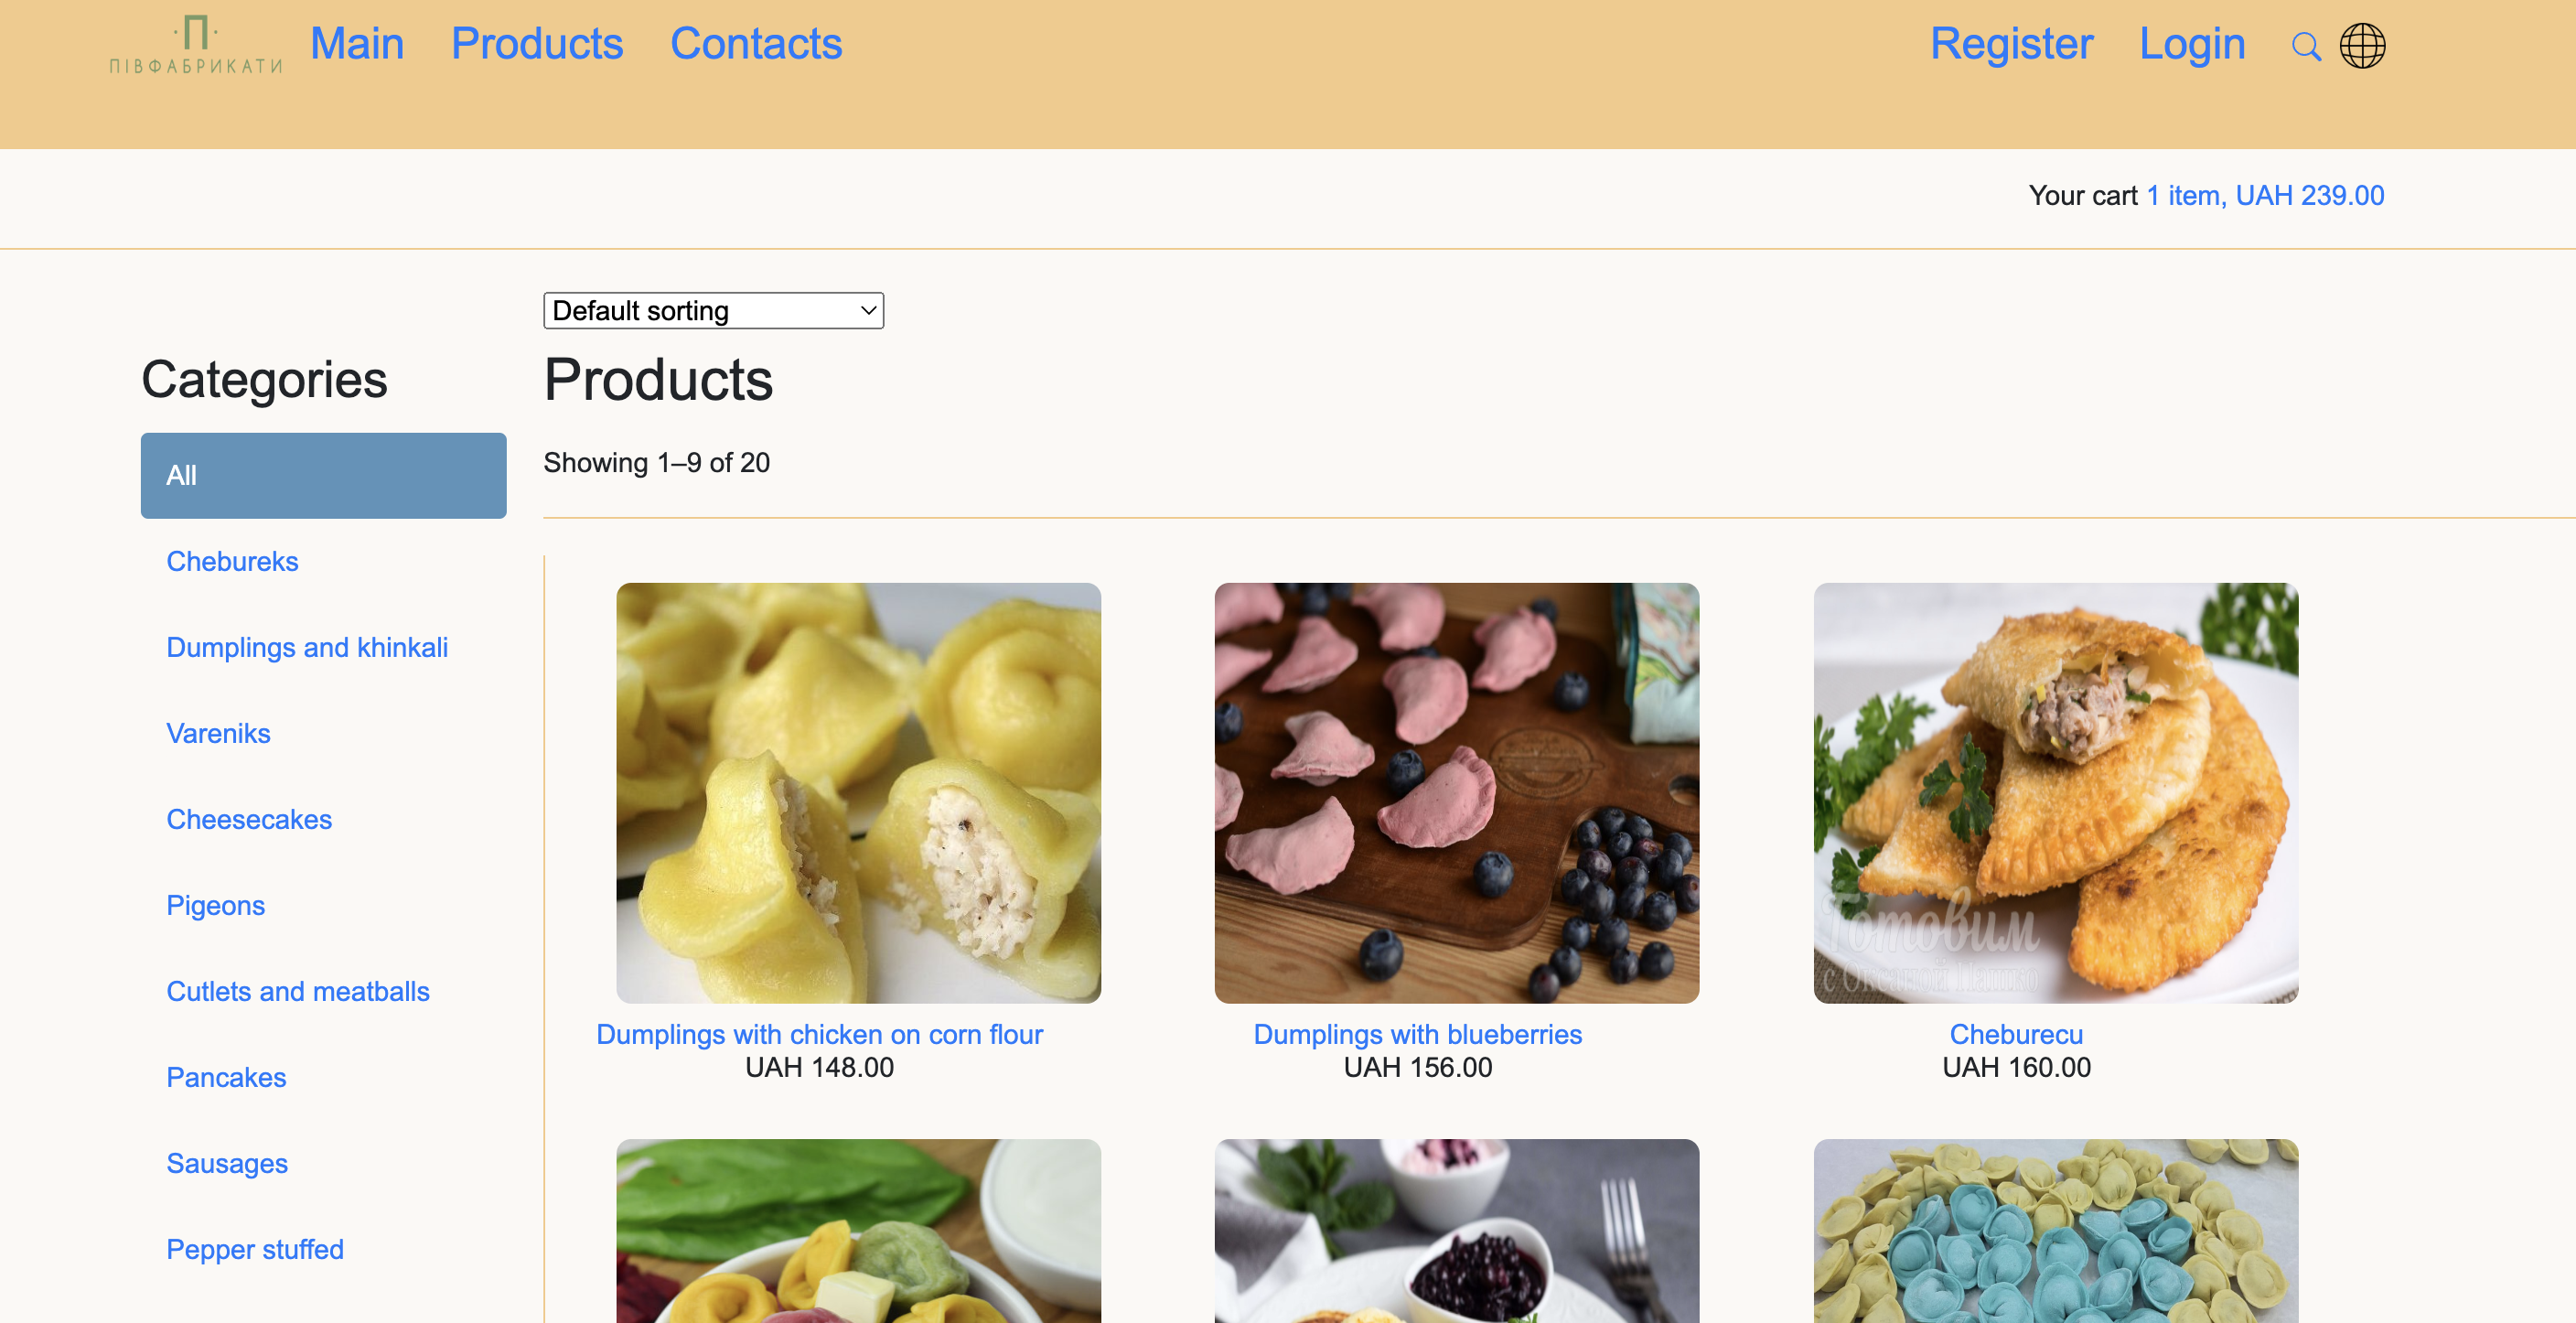 ·П·
ПІВФАБРИКАТИ
Main Products Contacts
Register Login
Your cart 1 item, UAH 239.00
Default sorting
Categories
All
Chebureks
Dumplings and khinkali
Vareniks
Cheesecakes
Pigeons
Cutlets and meatballs
Pancakes
Sausages
Pepper stuffed
Products
Showing 1–9 of 20
Dumplings with chicken on corn flour
UAH 148.00
Dumplings with blueberries
UAH 156.00
Готовим
с Оксаной Пашко
Cheburecu
UAH 160.00